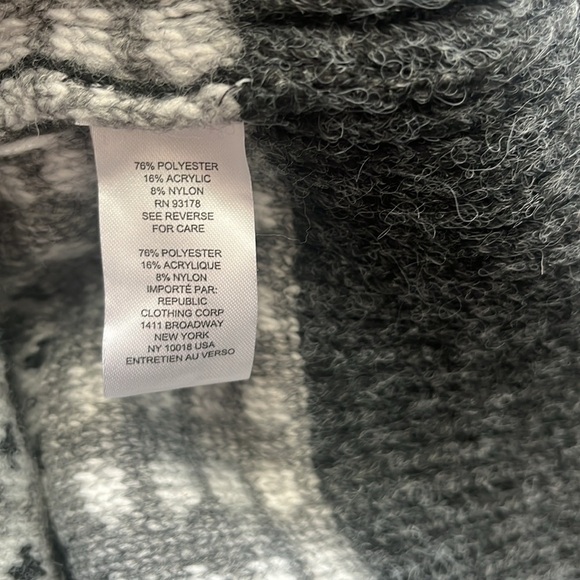 76% POLYESTER
16% ACRYLIC
8% NYLON
RN 93178
SEE REVERSE
FOR CARE
76% POLYESTER
16% ACRYLIQUE
8% NYLON
IMPORTÉ PAR:
REPUBLIC
CLOTHING CORP
1411 BROADWAY
NEW YORK
NY 10018 USA
ENTRETIEN AU VERSO